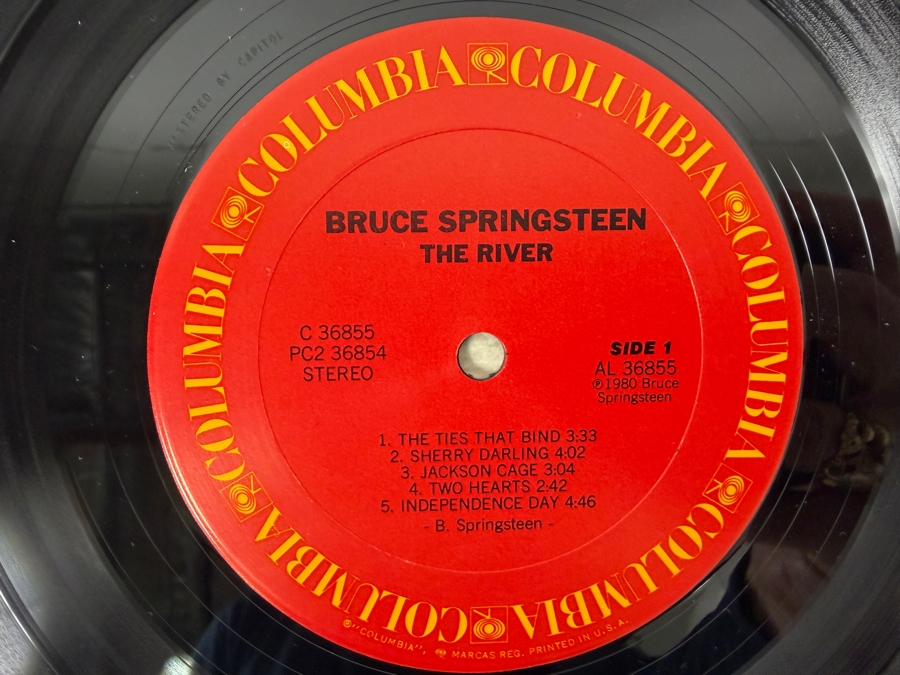 MASTERED BY CAPITOL
COLUMBIA COLUMBIA COLUMBIA COLUMBIA COLUMBIA COLUMBIA
BRUCE SPRINGSTEEN
THE RIVER
C 36855
PC2 36854
STEREO
SIDE 1
AL 36855
℗1980 Bruce
Springsteen
1. THE TIES THAT BIND 3:33
2. SHERRY DARLING 4:02
3. JACKSON CAGE 3:04
4. TWO HEARTS 2:42
5. INDEPENDENCE DAY 4:46
- B. Springsteen -
®"COLUMBIA", MARCAS REG. PRINTED IN U.S.A.